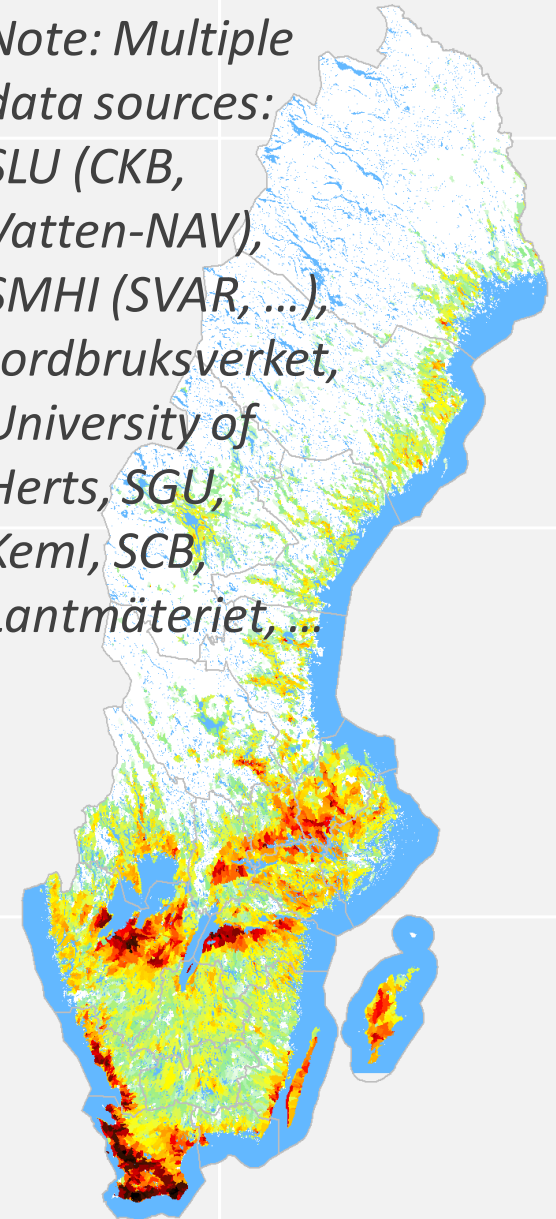 Note: Multiple
data sources:
SLU (CKB,
Vatten-NAV),
SMHI (SVAR, …),
ordbruksverket,
University of
Herts, SGU,
KemI, SCB,
Lantmäteriet, …